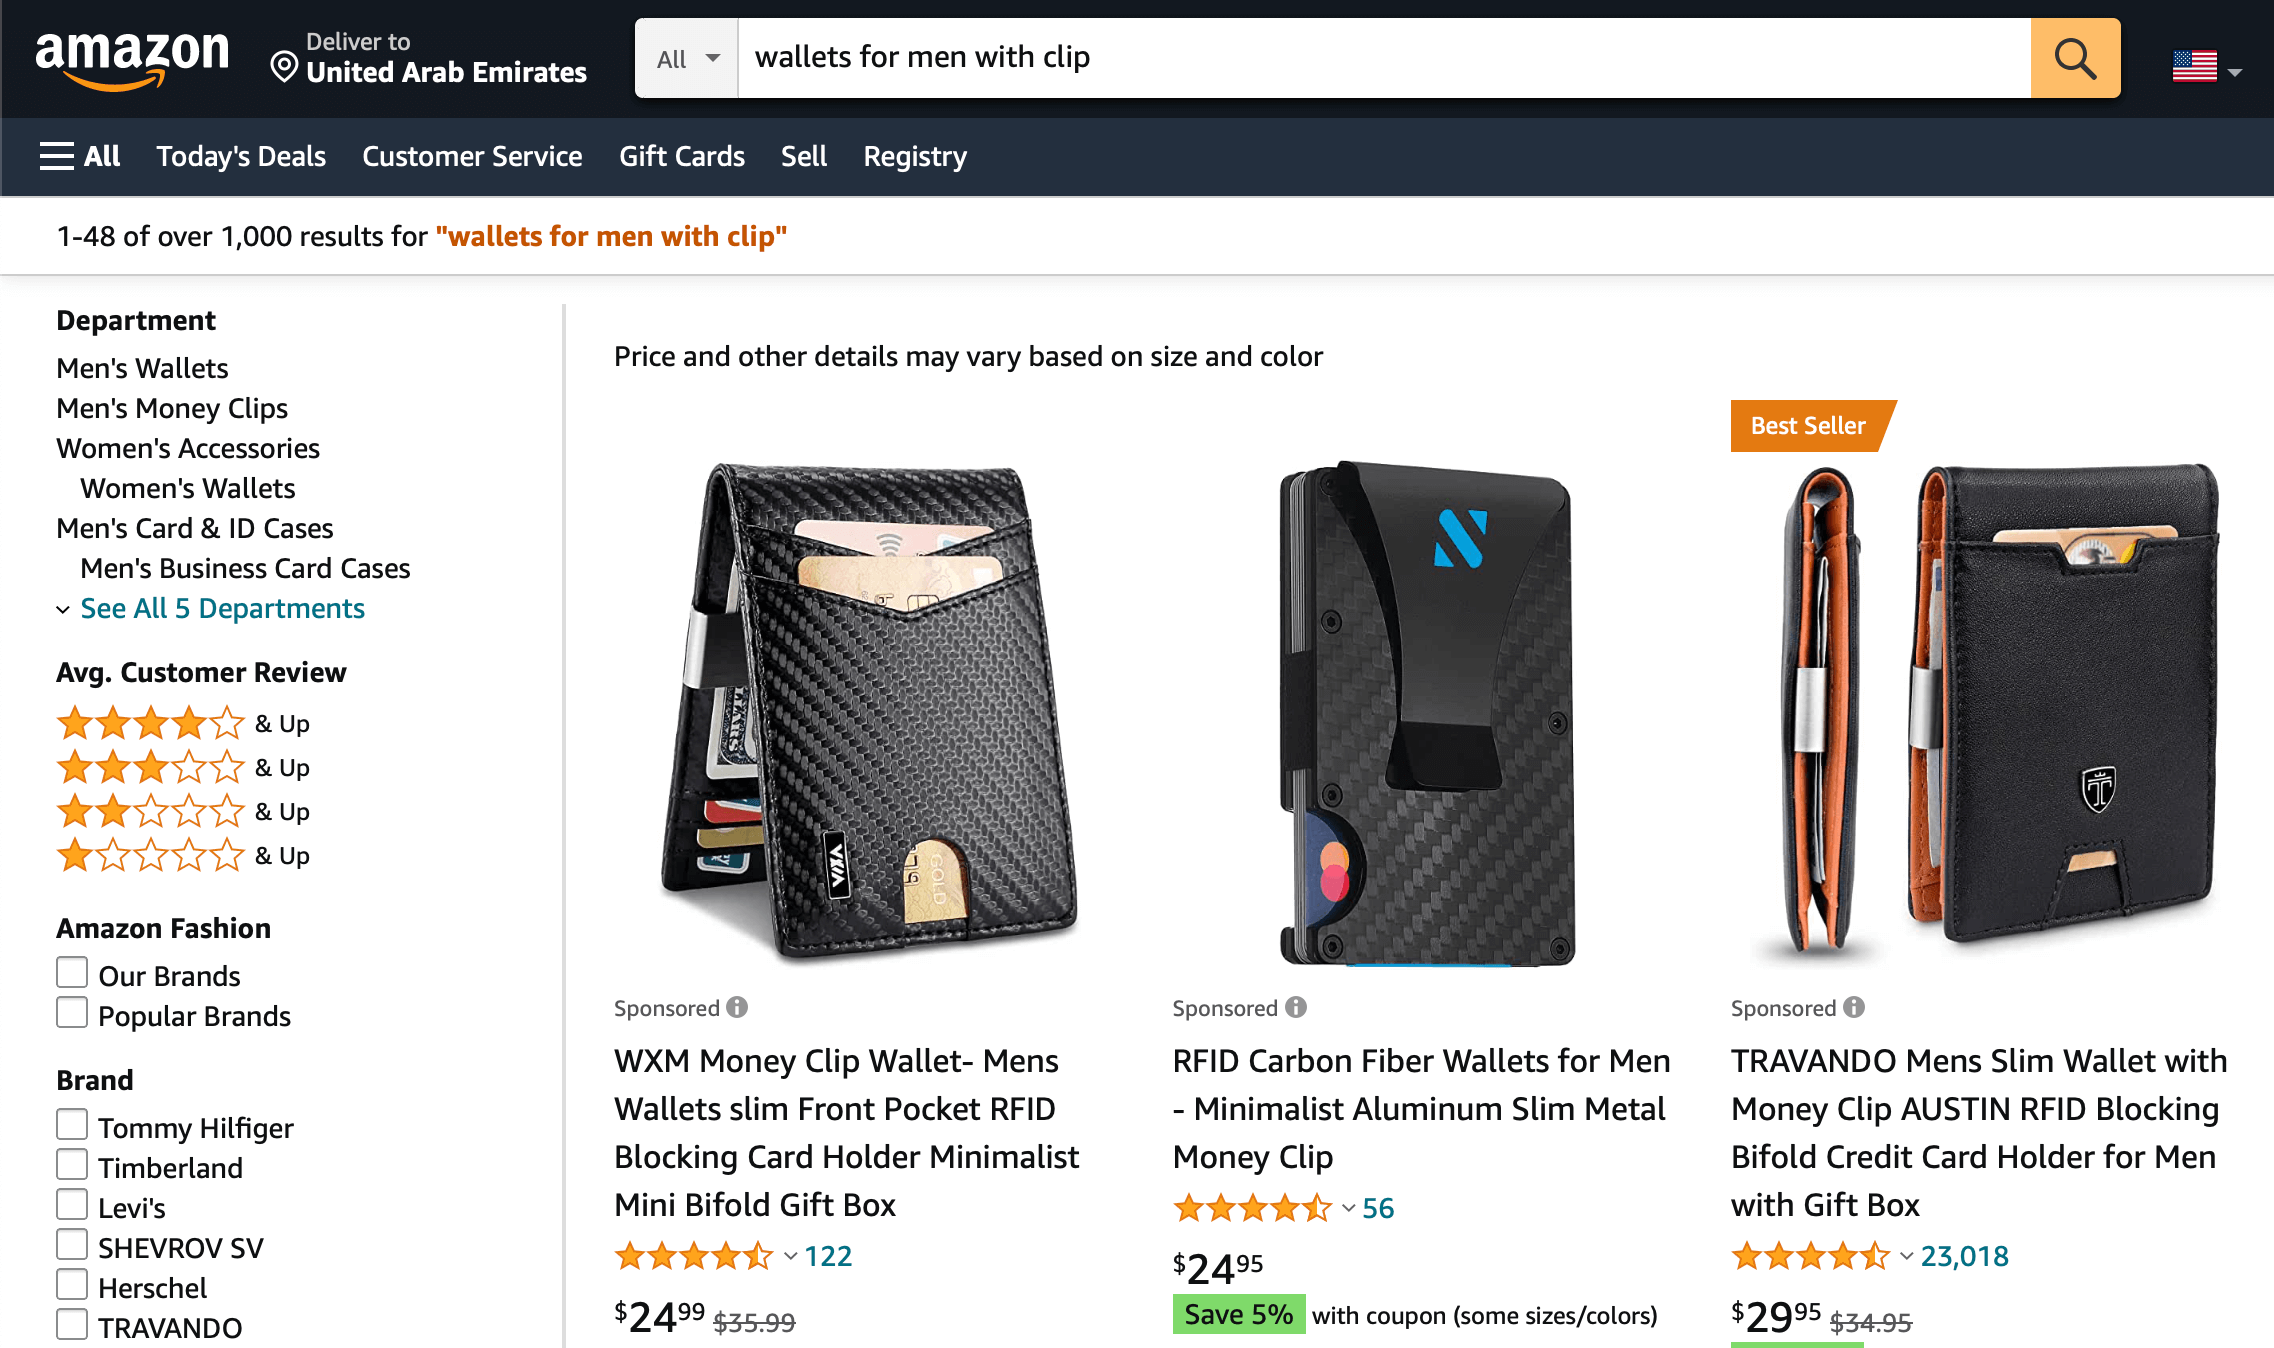 amazon
Deliver to
United Arab Emirates
All
wallets for men with clip
All
Today's Deals
Customer Service
Gift Cards
Sell
Registry
1-48 of over 1,000 results for "wallets for men with clip"
Department
Men's Wallets
Men's Money Clips
Women's Accessories
Women's Wallets
Men's Card & ID Cases
Men's Business Card Cases
See All 5 Departments
Avg. Customer Review
& Up
& Up
& Up
& Up
Amazon Fashion
Our Brands
Popular Brands
Brand
Tommy Hilfiger
Timberland
Levi's
SHEVROV SV
Herschel
TRAVANDO
Price and other details may vary based on size and color
GOLD
Sponsored
WXM Money Clip Wallet- Mens
Wallets slim Front Pocket RFID
Blocking Card Holder Minimalist
Mini Bifold Gift Box
122
$24.99 $35.99
Sponsored
RFID Carbon Fiber Wallets for Men
- Minimalist Aluminum Slim Metal
Money Clip
56
$24.95
Save 5% with coupon (some sizes/colors)
Best Seller
Sponsored
TRAVANDO Mens Slim Wallet with
Money Clip AUSTIN RFID Blocking
Bifold Credit Card Holder for Men
with Gift Box
23,018
$29.95 $34.95